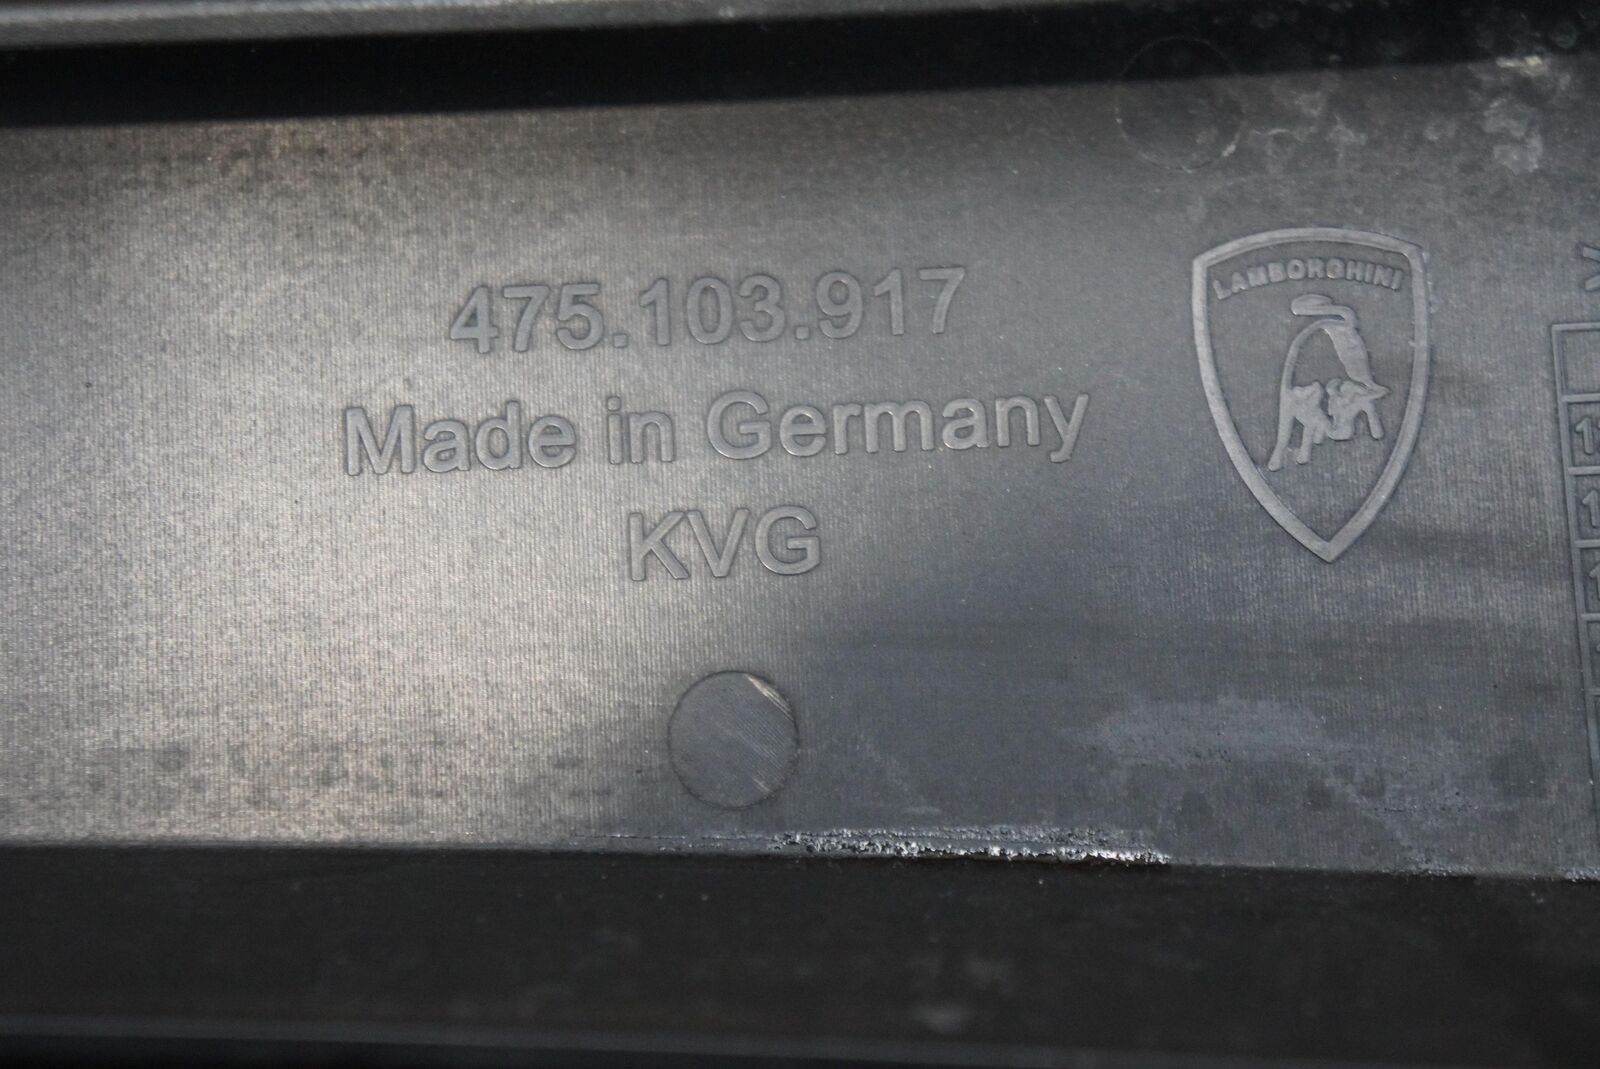 475.103.917
Made in Germany
KVG
LAMBORGHINI